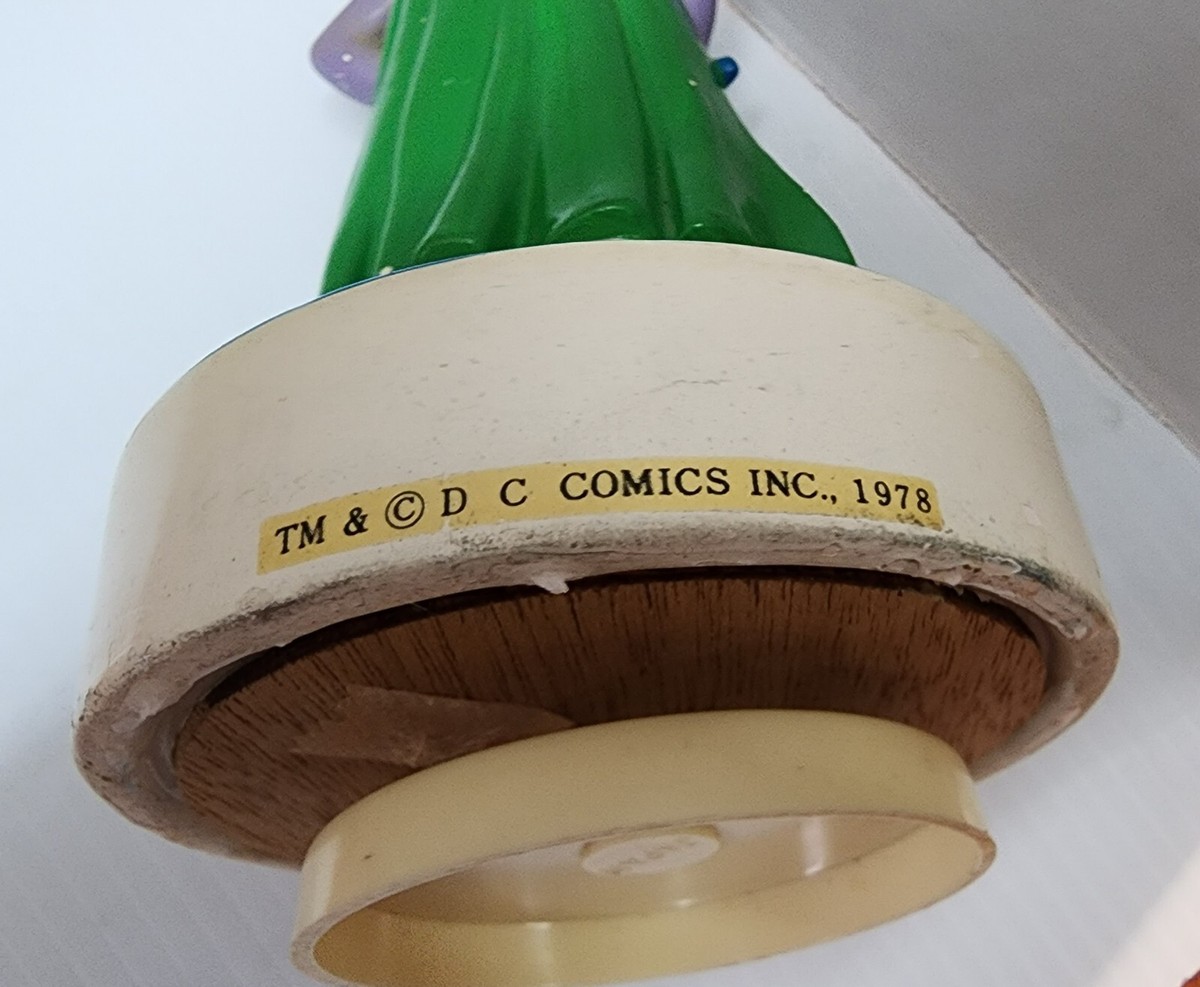 TM & © D C COMICS INC., 1978